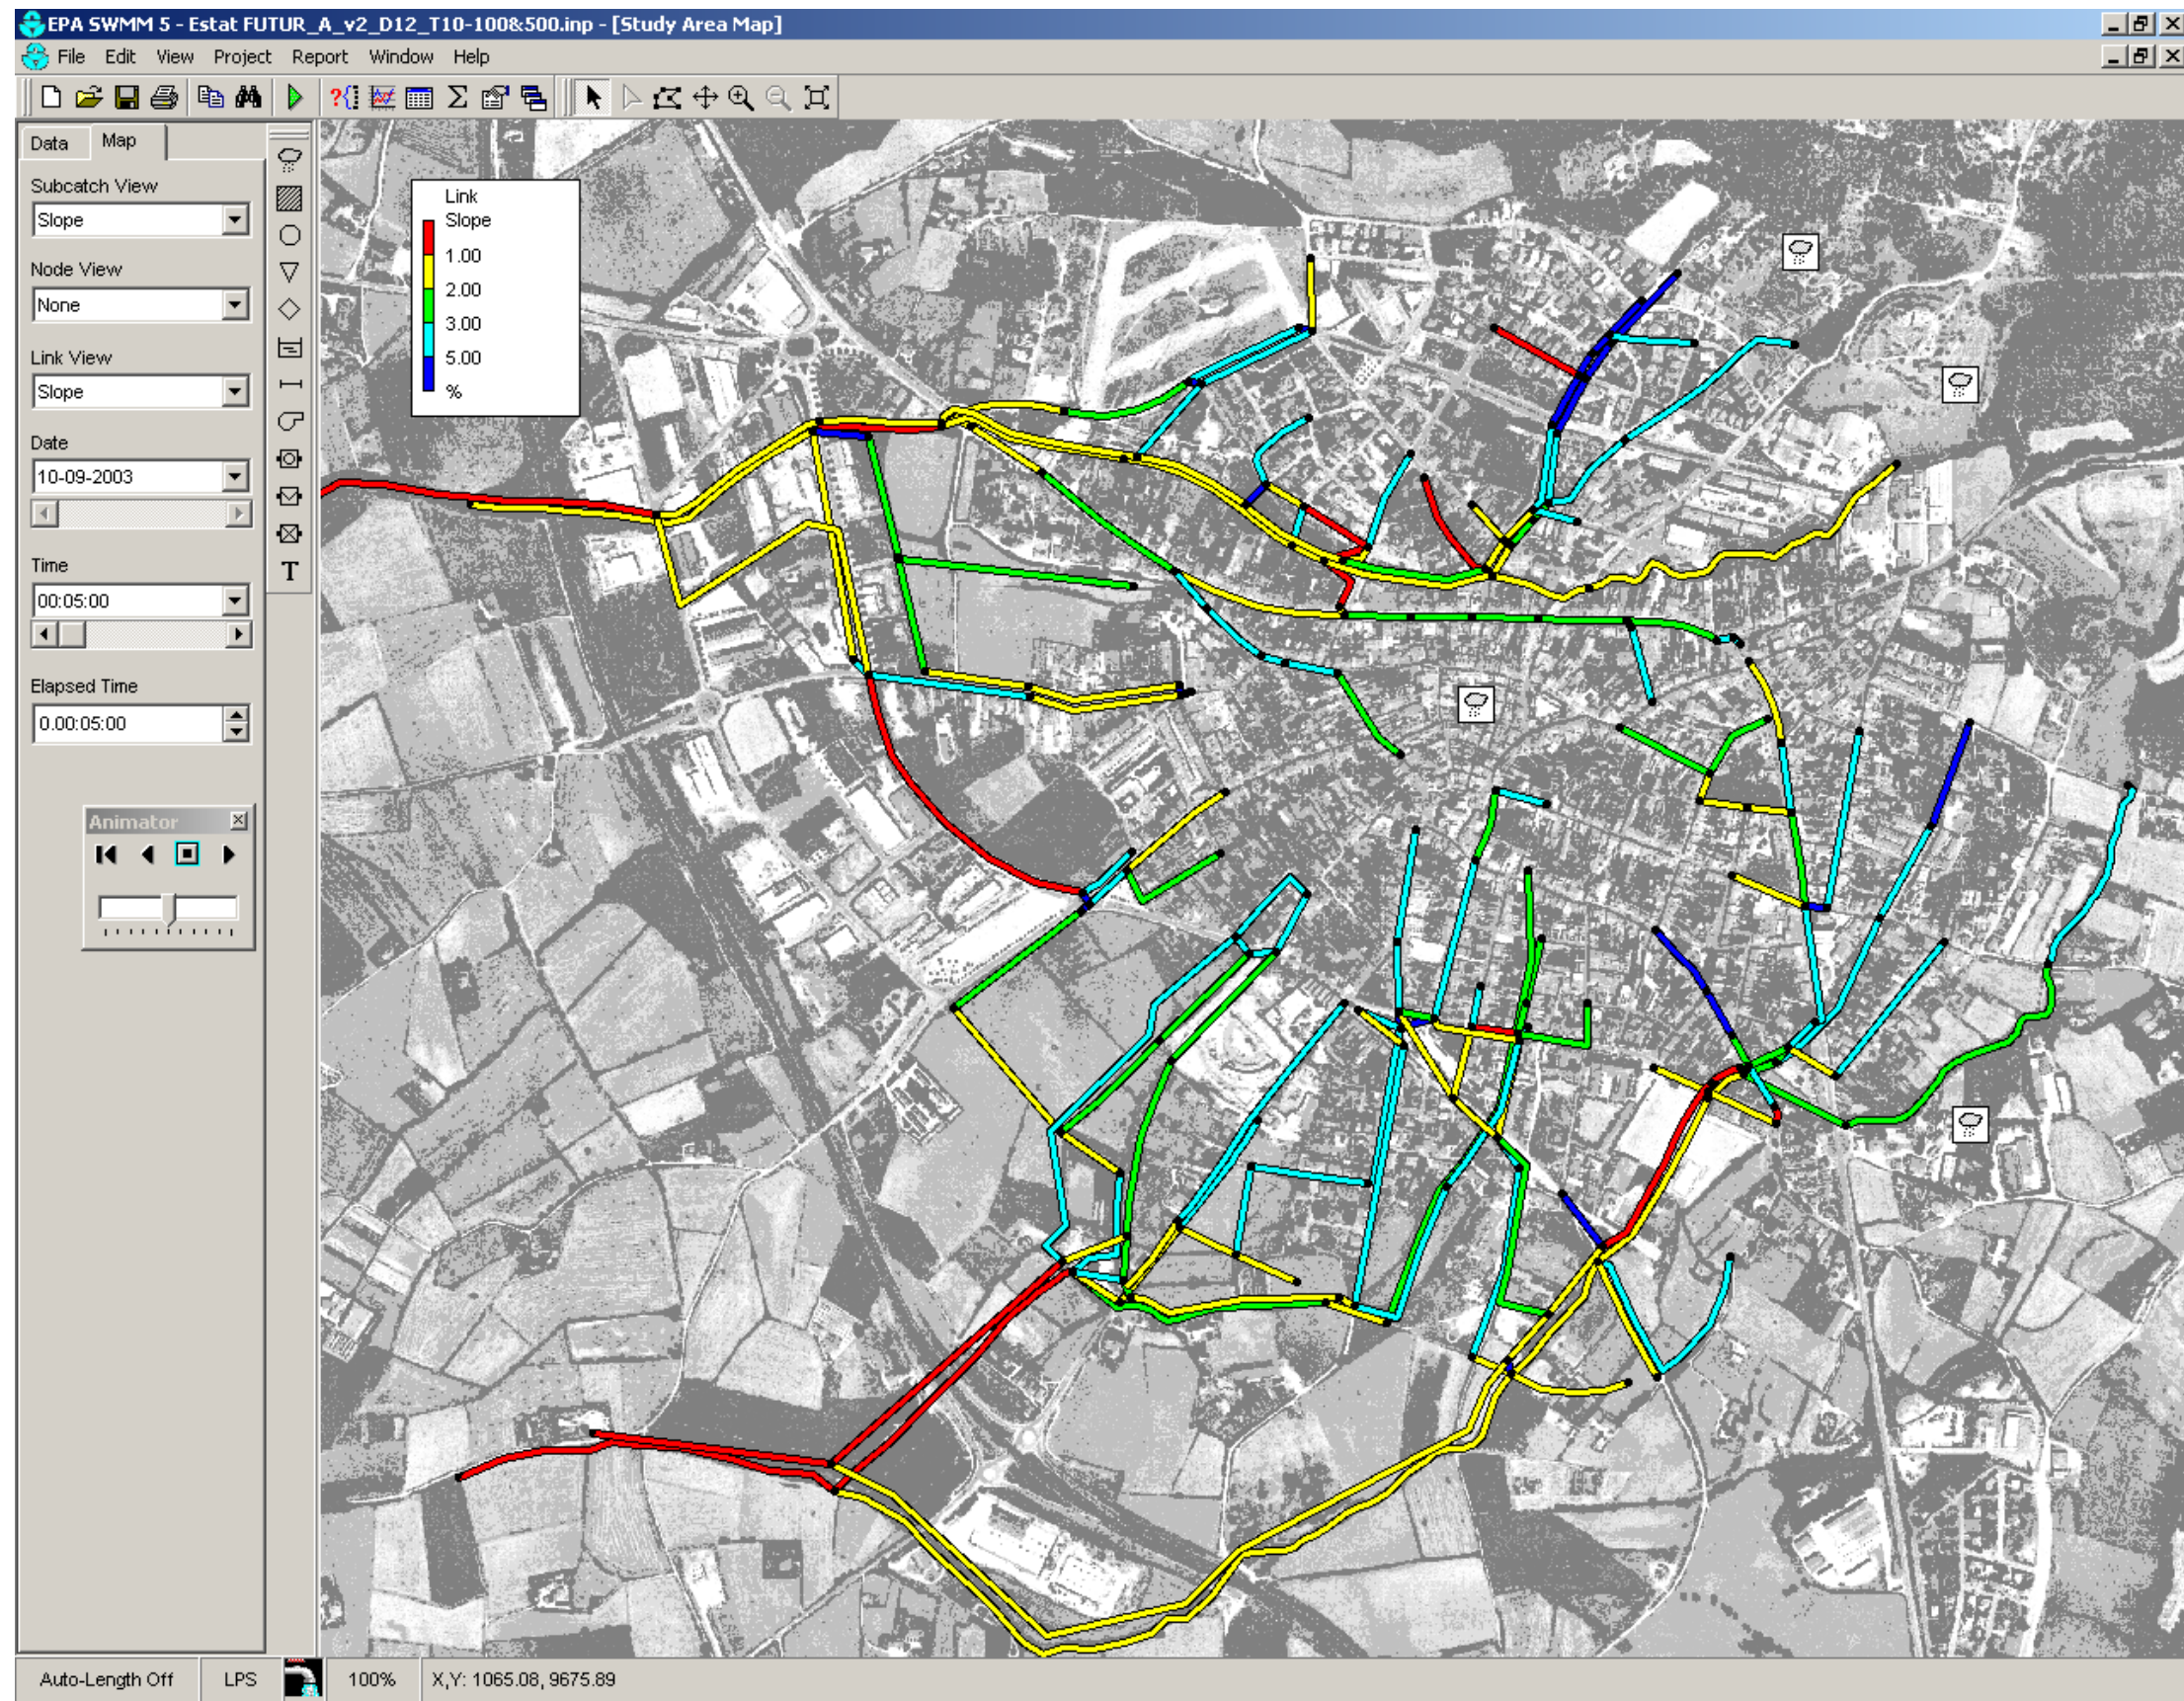 EPA SWMM 5 - Estat FUTUR_A_v2_D12_T10-100&500.inp - [Study Area Map]
File Edit View Project Report Window Help
Data Map
Subcatch View
Slope
Node View
None
Link View
Slope
Date
10-09-2003
Time
00:05:00
Elapsed Time
0.00:05:00
Animator
T
Link
Slope
1.00
2.00
3.00
5.00
%
Auto-Length Off LPS 100% X,Y: 1065.08, 9675.89